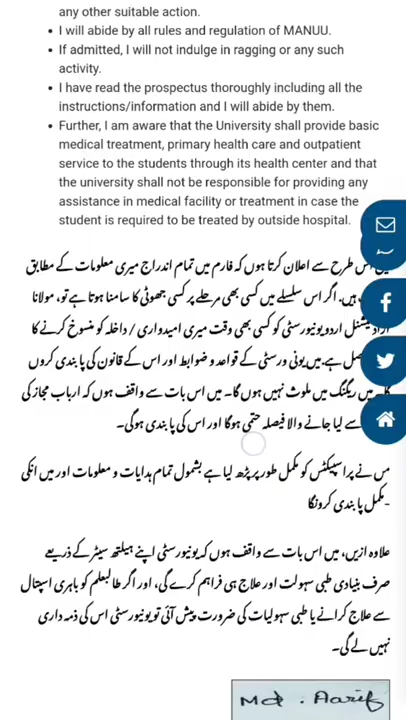 any other suitable action.
• I will abide by all rules and regulation of MANUU.
• If admitted, I will not indulge in ragging or any such
activity.
• I have read the prospectus thoroughly including all the
instructions/information and I will abide by them.
• Further, I am aware that the University shall provide basic
medical treatment, primary health care and outpatient
service to the students through its health center and that
the university shall not be responsible for providing any
assistance in medical facility or treatment in case the
student is required to be treated by outside hospital.
اس طرح سے اعلان کرتا ہوں کہ فارم میں تمام اندراج میری معلومات کے مطابق
ہیں۔ اگر اس سلسلے میں کسی بھی مرحلے پر کسی جھوٹی کا سامنا ہوتا ہے تو، مولانا
نیشنل اردو یونیورسٹی کو کسی بھی وقت میری امیدواری / داخلہ کو منسوخ کرنے کا
ہے۔ میں یونی ورسٹی کے قواعد و ضوابط اور اس کے قانون کی پابندی کروں
میں ریگنگ میں ملوث نہیں ہوں گا۔ میں اس بات سے واقف ہوں کہ ارباب مجاز کی
سے لیا جانے والا فیصلہ حتمی ہوگا اور اس کی پابندی ہوگی۔
میں نے پراسپیکٹس کو مکمل طور پر پڑھ لیا ہے بشمول تمام ہدایات و معلومات اور میں انکی
مکمل پابندی کرونگا-
علاوہ ازیں، میں اس بات سے واقف ہوں کہ یونیورسٹی اپنے ہیلتھ سینٹر کے ذریعے
صرف بنیادی طبی سہولت اور علاج ہی فراہم کرے گی، اور اگر طالبعلم کو باہری اسپتال
سے علاج کرانے یا طبی سہولیات کی ضرورت پیش آئی تو یونیورسٹی اس کی ذمہ داری
نہیں لے گی۔
Md. Aarif